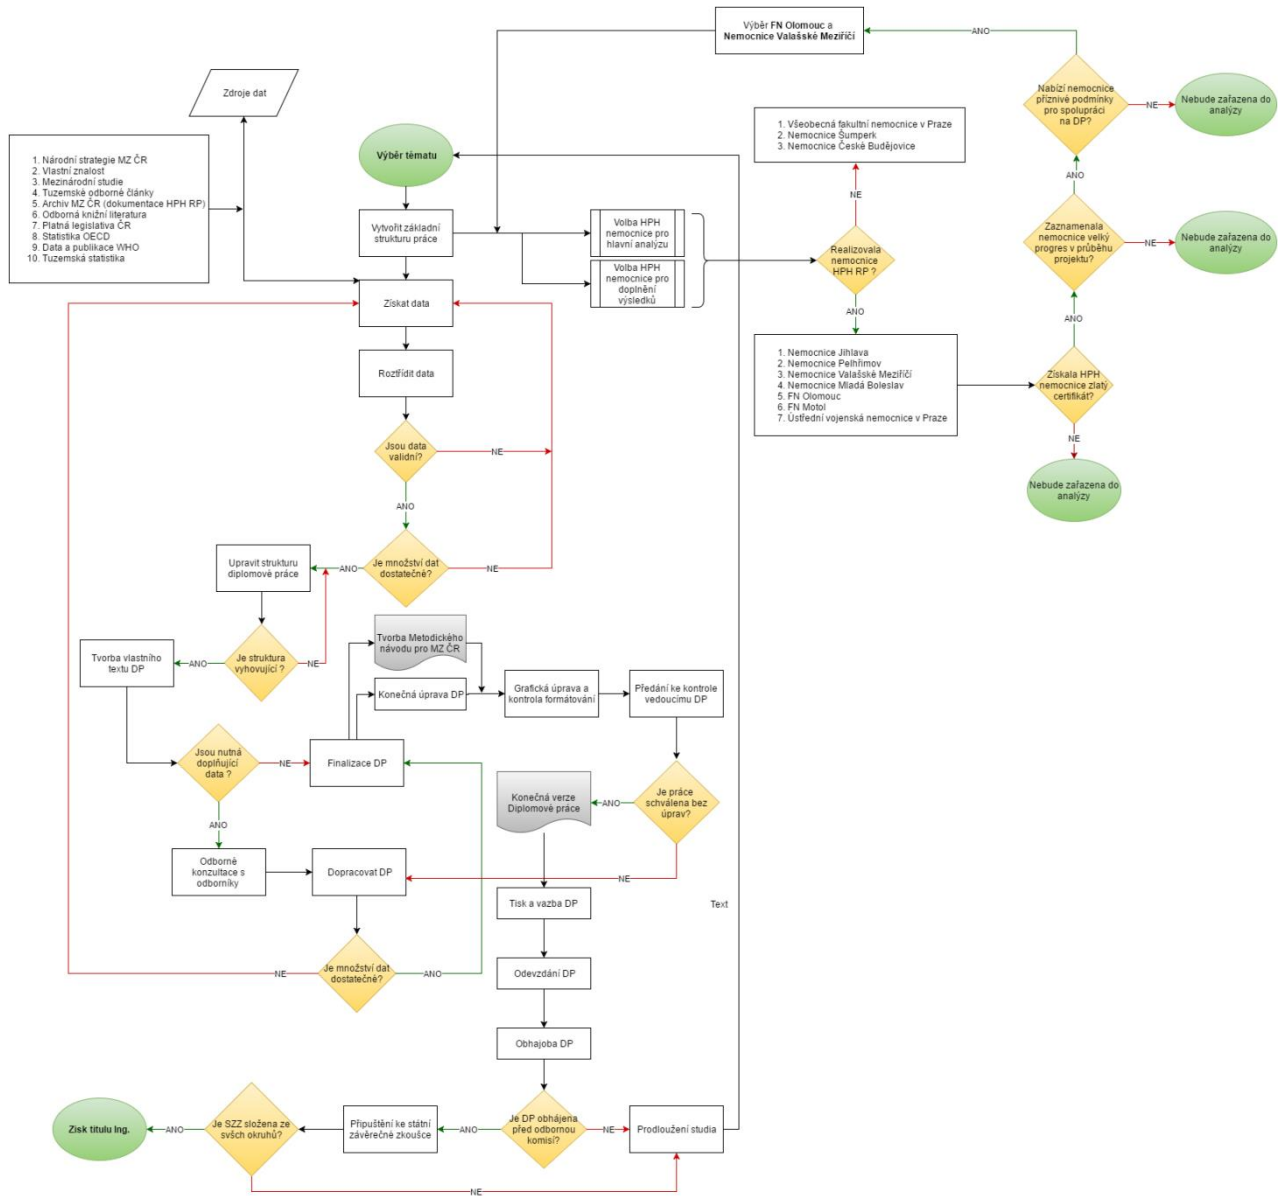 Výběr FN Olomouc a
Nemocnice Valašské Meziříčí
ANO
Nabízí nemocnice
příznivé podmínky
pro spolupráci
na DP?
NE
Nebude zařazena do
analýzy
Zdroje dat
1. Národní strategie MZ ČR
2. Vlastní znalost
3. Mezinárodní studie
4. Tuzemské odborné články
5. Archiv MZ ČR (dokumentace HPH RP)
6. Odborná knižní literatura
7. Platná legislativa ČR
8. Statistika OECD
9. Data a publikace WHO
10. Tuzemská statistika
Výběr tématu
1. Všeobecná fakultní nemocnice v Praze
2. Nemocnice Šumperk
3. Nemocnice České Budějovice
NE
ANO
Vytvořit základní
strukturu práce
Volba HPH
nemocnice pro
hlavní analýzu
Volba HPH
nemocnice pro
doplnění
výsledků
Realizovala
nemocnice
HPH RP ?
Zaznamenala
nemocnice velký
progres v průběhu
projektu?
NE
Nebude zařazena do
analýzy
Získat data
ANO
ANO
Roztřídit data
1. Nemocnice Jihlava
2. Nemocnice Pelhřimov
3. Nemocnice Valašské Meziříčí
4. Nemocnice Mladá Boleslav
5. FN Olomouc
6. FN Motol
7. Ústřední vojenská nemocnice v Praze
Získala HPH
nemocnice zlatý
certifikát?
NE
Nebude zařazena do
analýzy
Jsou data
validní?
NE
ANO
Je množství dat
dostatečné?
NE
ANO
Upravit strukturu
diplomové práce
Je struktura
vyhovující ?
NE
ANO
Tvorba vlastního
textu DP
Tvorba Metodického
návodu pro MZ ČR
Konečná úprava DP
Grafická úprava a
kontrola formátování
Předání ke kontrole
vedoucímu DP
Jsou nutná
doplňující
data ?
NE
Finalizace DP
Konečná verze
Diplomové práce
ANO
Je práce
schválena bez
úprav?
ANO
Odborné
konzultace s
odborníky
Dopracovat DP
NE
Text
Tisk a vazba DP
Je množství dat
dostatečné?
NE
ANO
Odevzdání DP
Obhajoba DP
Zisk titulu Ing.
ANO
Je SZZ složena ze
svšch okruhů?
Připuštění ke státní
závěrečné zkoušce
ANO
Je DP obhájena
před odbornou
komisí?
NE
Prodloužení studia
NE